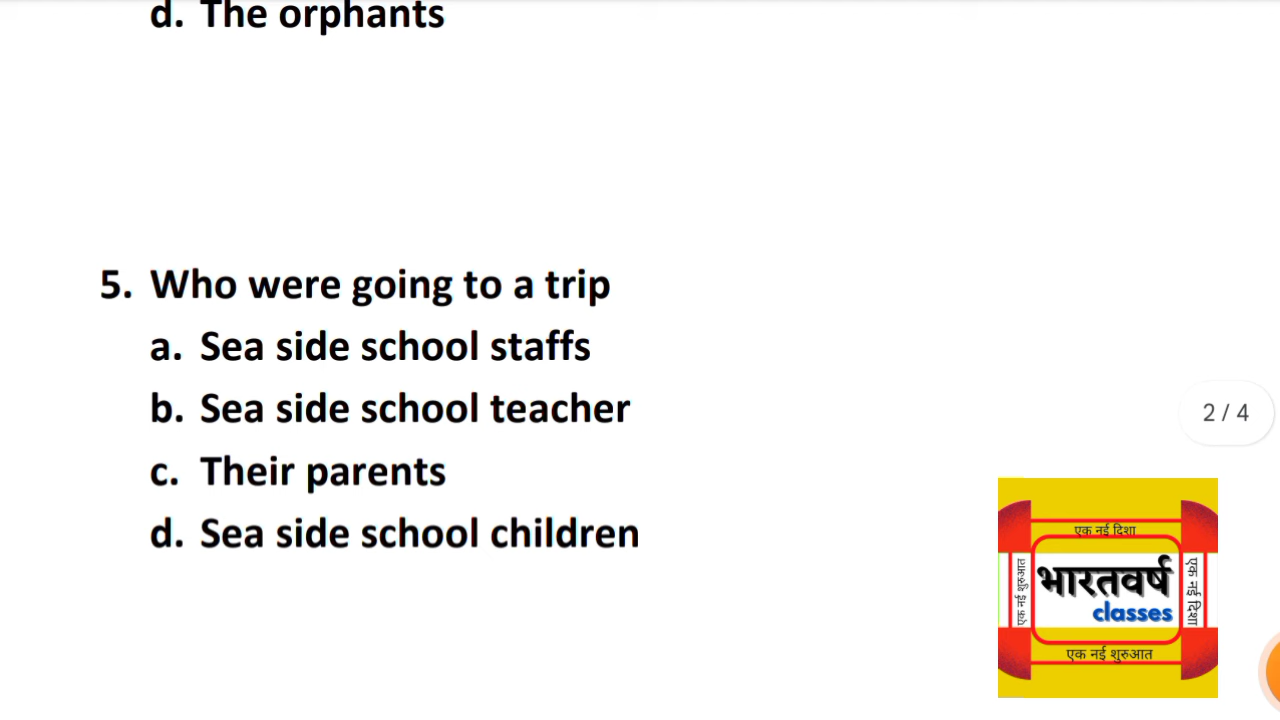 d. The orphants
5. Who were going to a trip
a. Sea side school staffs
b. Sea side school teacher
c. Their parents
d. Sea side school children
2 / 4
एक नई दिशा
एक नई शुरुआत
भारतवर्ष
classes
एक नई दिशा
एक नई शुरुआत